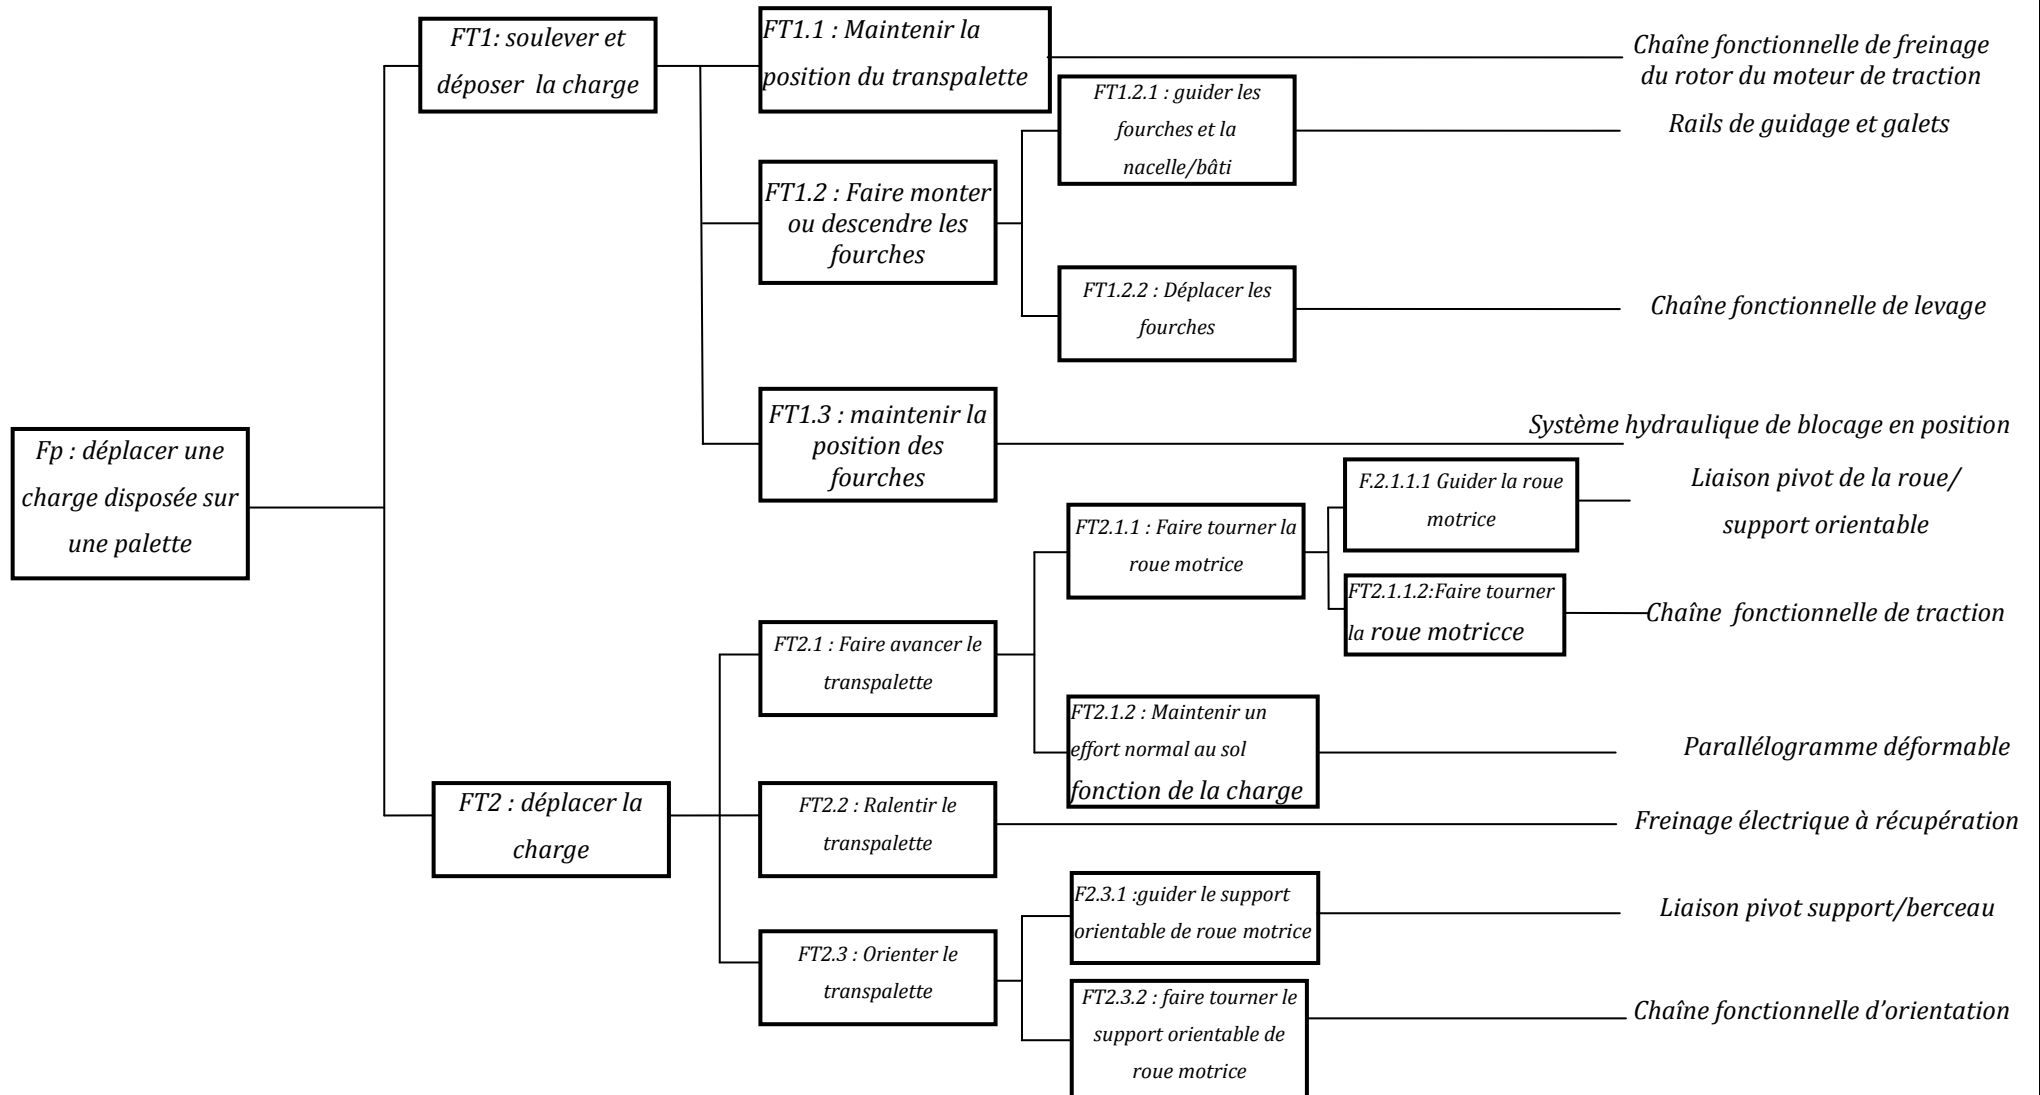 FT1: soulever et
déposer  la charge
FT1.1 : Maintenir la
position du transpalette
Chaîne fonctionnelle de freinage
du rotor du moteur de traction
FT1.2.1 : guider les
fourches et la
nacelle/bâti
Rails de guidage et galets
FT1.2 : Faire monter
ou descendre les
fourches
FT1.2.2 : Déplacer les
fourches
Chaîne fonctionnelle de levage
FT1.3 : maintenir la
position des
fourches
Système hydraulique de blocage en position
Fp : déplacer une
charge disposée sur
une palette
F.2.1.1.1 Guider la roue
motrice
Liaison pivot de la roue/
support orientable
FT2.1.1 : Faire tourner la
roue motrice
FT2.1.1.2:Faire tourner
la roue motricce
Chaîne  fonctionnelle de traction
FT2.1 : Faire avancer le
transpalette
FT2.1.2 : Maintenir un
effort normal au sol
fonction de la charge
Parallélogramme déformable
FT2 : déplacer la
charge
FT2.2 : Ralentir le
transpalette
Freinage électrique à récupération
F2.3.1 :guider le support
orientable de roue motrice
Liaison pivot support/berceau
FT2.3 : Orienter le
transpalette
FT2.3.2 : faire tourner le
support orientable de
roue motrice
Chaîne fonctionnelle d'orientation